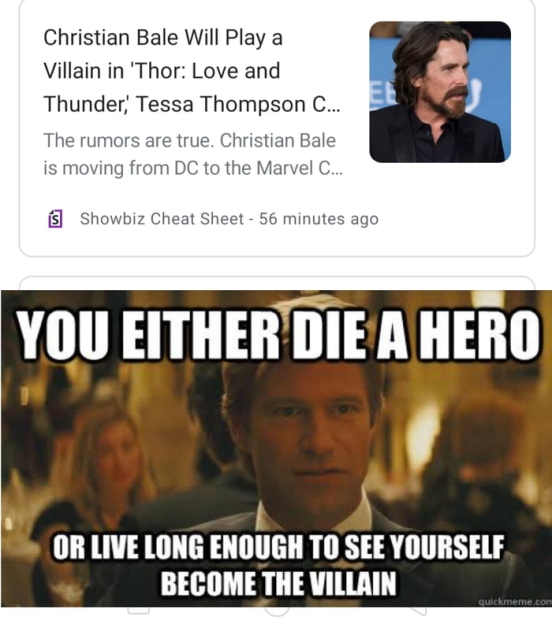 Christian Bale Will Play a
Villain in 'Thor: Love and
Thunder,' Tessa Thompson C...
The rumors are true. Christian Bale
is moving from DC to the Marvel C...
Showbiz Cheat Sheet - 56 minutes ago
YOU EITHER DIE A HERO
OR LIVE LONG ENOUGH TO SEE YOURSELF
BECOME THE VILLAIN
quickmeme.com